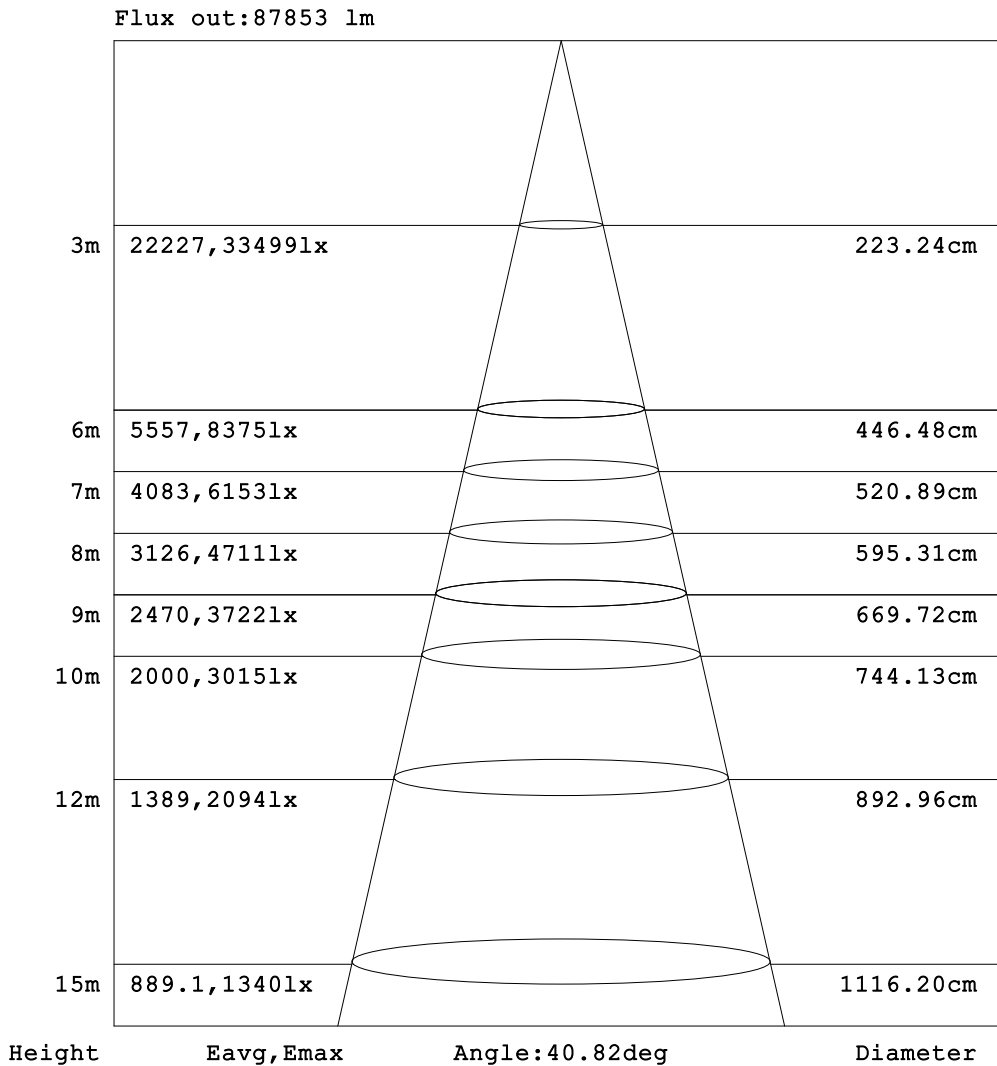 Flux out:87853 lm
3m 22227,33499lx 223.24cm
6m 5557,8375lx 446.48cm
7m 4083,6153lx 520.89cm
8m 3126,4711lx 595.31cm
9m 2470,3722lx 669.72cm
10m 2000,3015lx 744.13cm
12m 1389,2094lx 892.96cm
15m 889.1,1340lx 1116.20cm
Height Eavg,Emax Angle:40.82deg Diameter